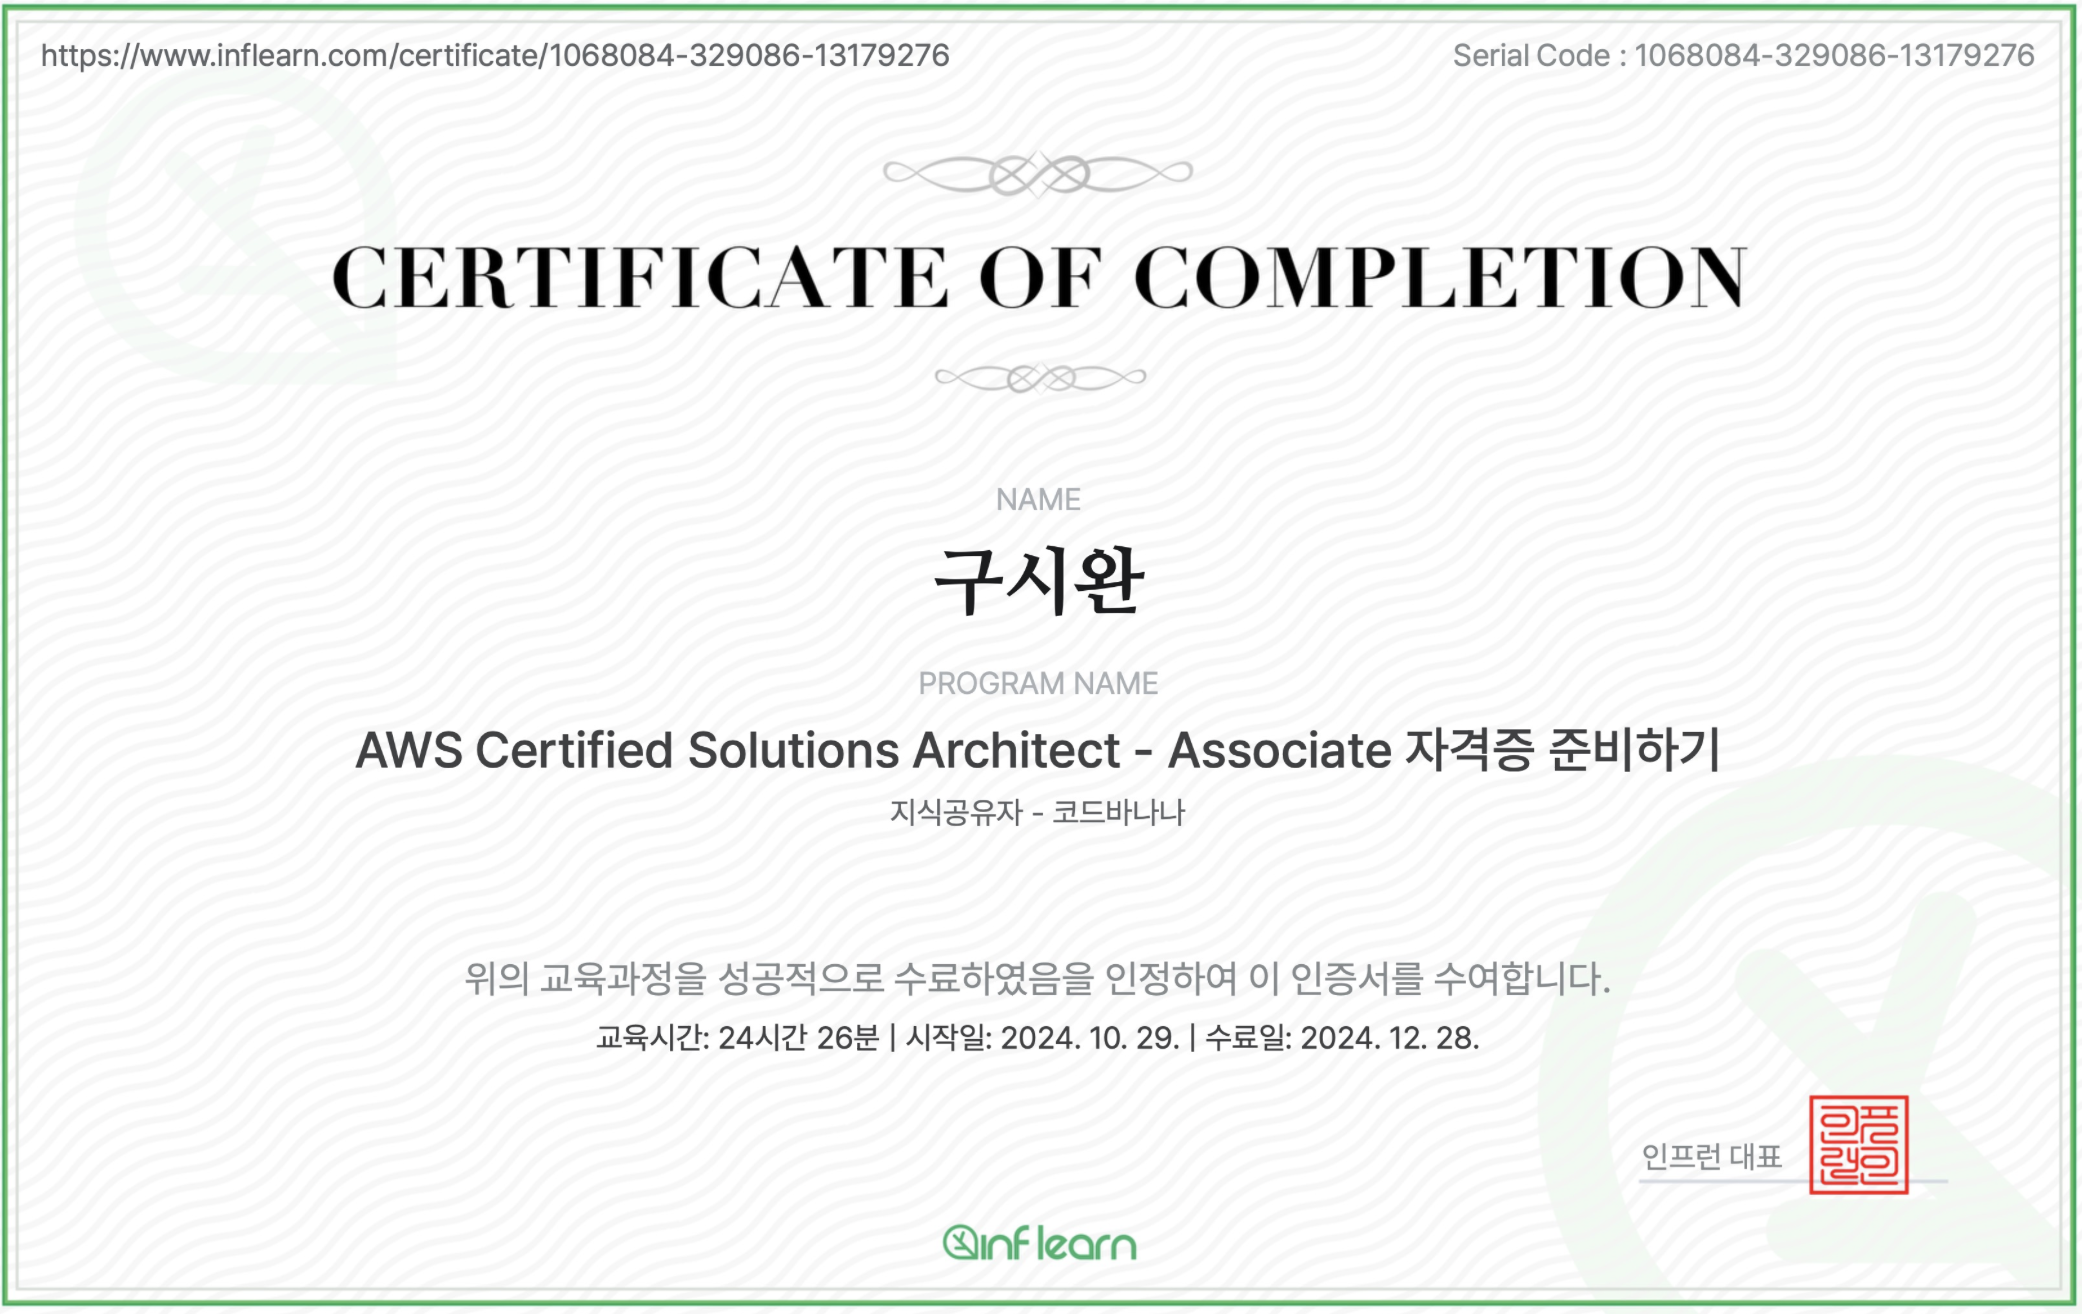 https://www.inflearn.com/certificate/1068084-329086-13179276
Serial Code : 1068084-329086-13179276
CERTIFICATE OF COMPLETION
NAME
구시완
PROGRAM NAME
AWS Certified Solutions Architect - Associate 자격증 준비하기
지식공유자 - 코드바나나
위의 교육과정을 성공적으로 수료하였음을 인정하여 이 인증서를 수여합니다.
교육시간: 24시간 26분 | 시작일: 2024. 10. 29. | 수료일: 2024. 12. 28.
인프런 대표
인프런인
inflearn